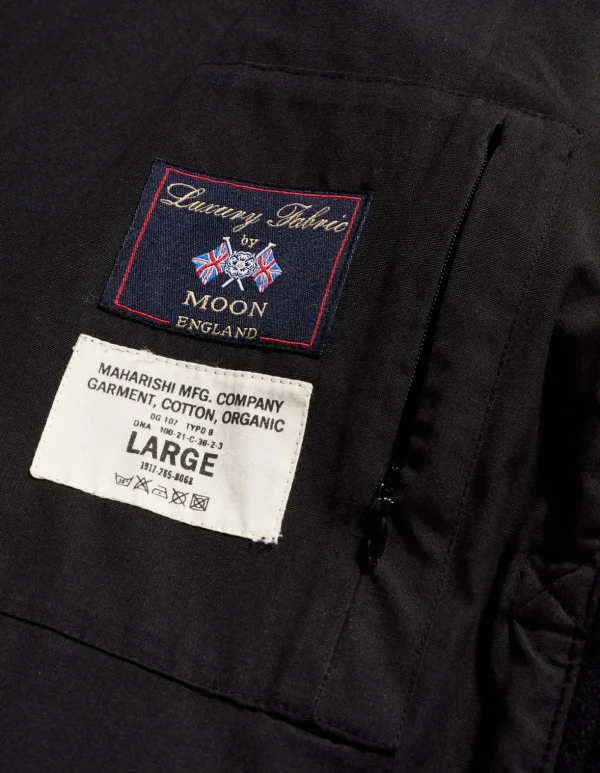 Luxury Fabric
by
MOON
ENGLAND
MAHARISHI MFG. COMPANY
GARMENT, COTTON, ORGANIC
OG 107 TYPO 8
DNA 100-21-C-36-2-3
LARGE
1917-265-8068